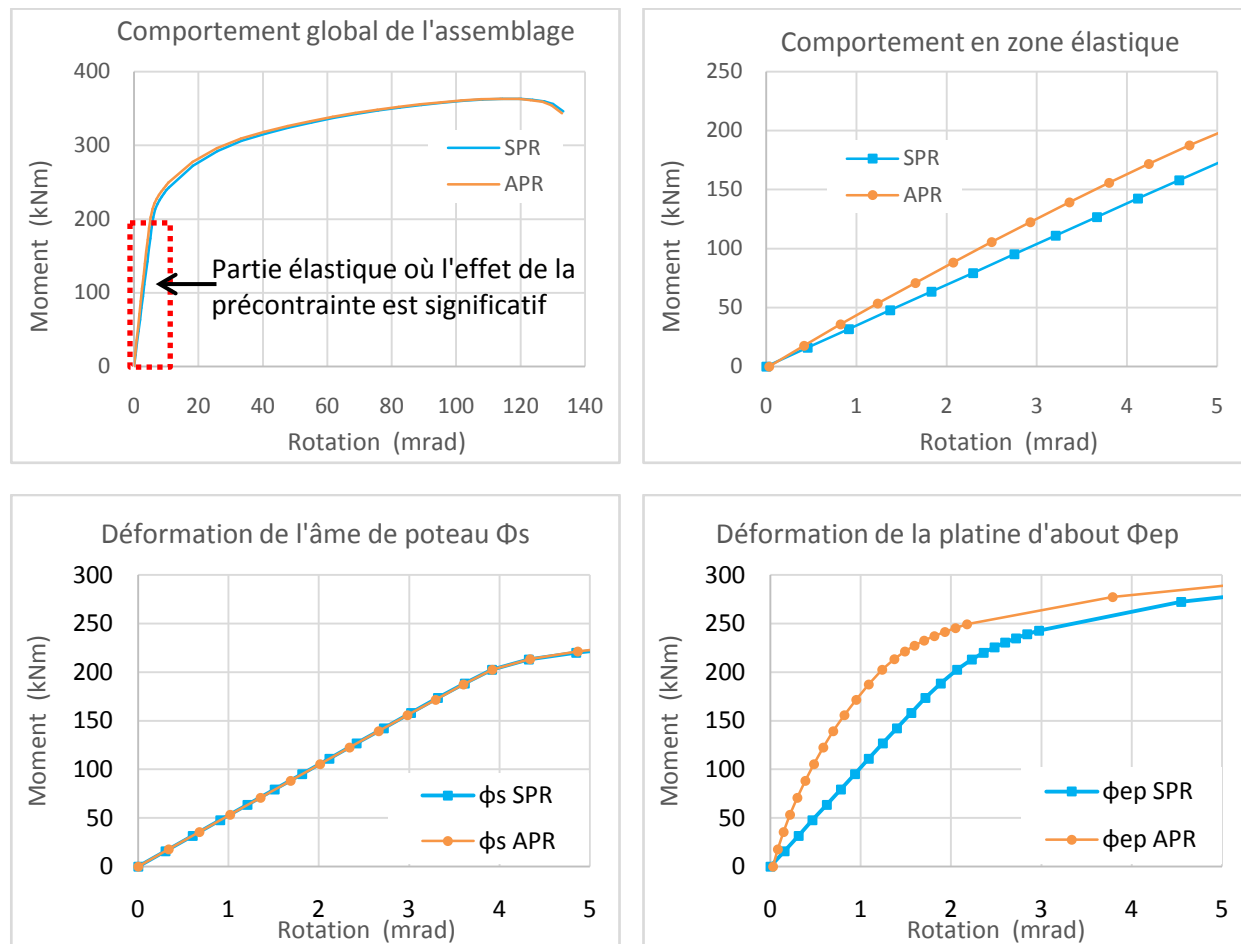 Comportement global de l'assemblage
400
300
200
100
0
Moment (kNm)
SPR
APR
Partie élastique où l'effet de la
précontrainte est significatif
0 20 40 60 80 100 120 140
Rotation (mrad)
Comportement en zone élastique
250
200
150
100
50
0
Moment (kNm)
SPR
APR
0 1 2 3 4 5
Rotation (mrad)
Déformation de l'âme de poteau Φs
300
250
200
150
100
50
0
Moment (kNm)
ϕs SPR
ϕs APR
0 1 2 3 4 5
Rotation (mrad)
Déformation de la platine d'about Φep
300
250
200
150
100
50
0
Moment (kNm)
ϕep SPR
ϕep APR
0 1 2 3 4 5
Rotation (mrad)